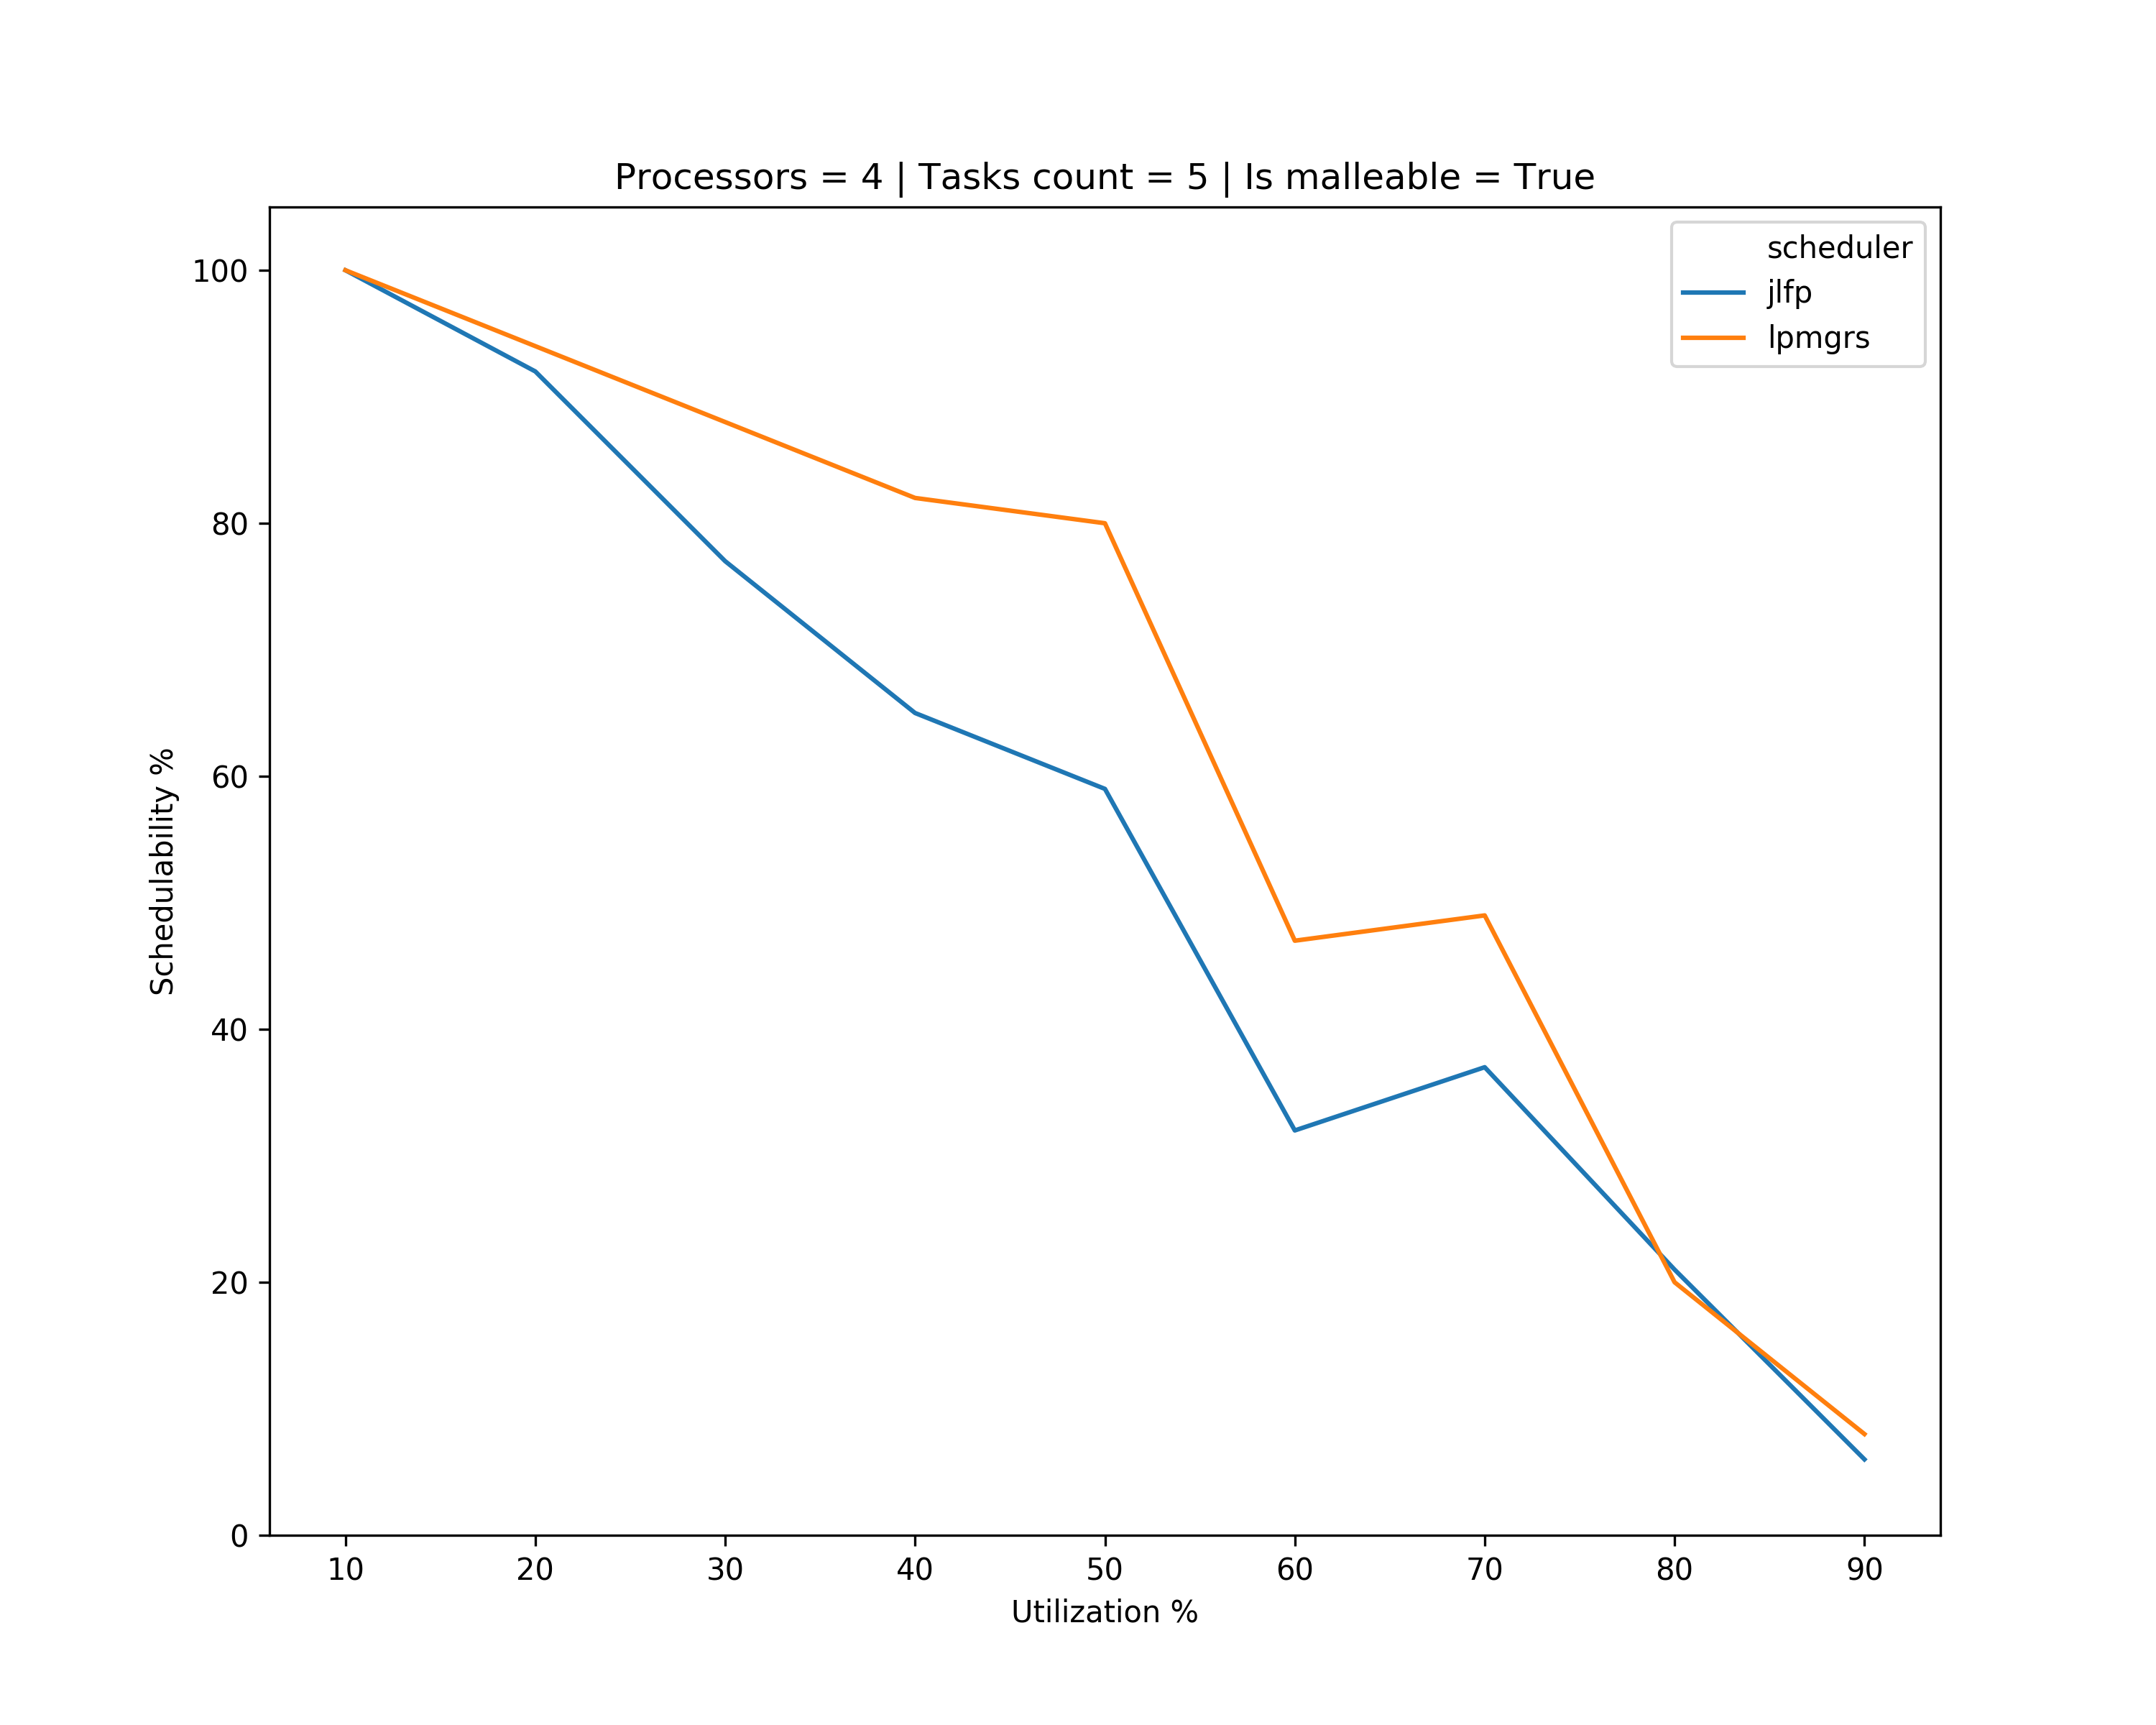 Processors = 4 | Tasks count = 5 | Is malleable = True
scheduler
jlfp
lpmgrs
Schedulability %
100
80
60
40
20
0
10 20 30 40 50 60 70 80 90
Utilization %